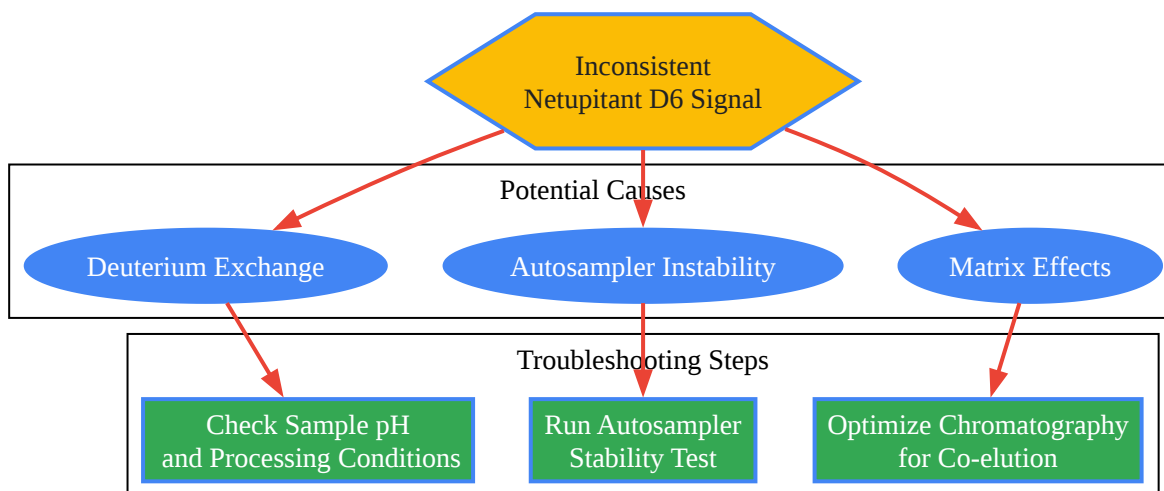 Inconsistent
Netupitant D6 Signal
Potential Causes
Deuterium Exchange
Autosampler Instability
Matrix Effects
Troubleshooting Steps
Check Sample pH
and Processing Conditions
Run Autosampler
Stability Test
Optimize Chromatography
for Co-elution